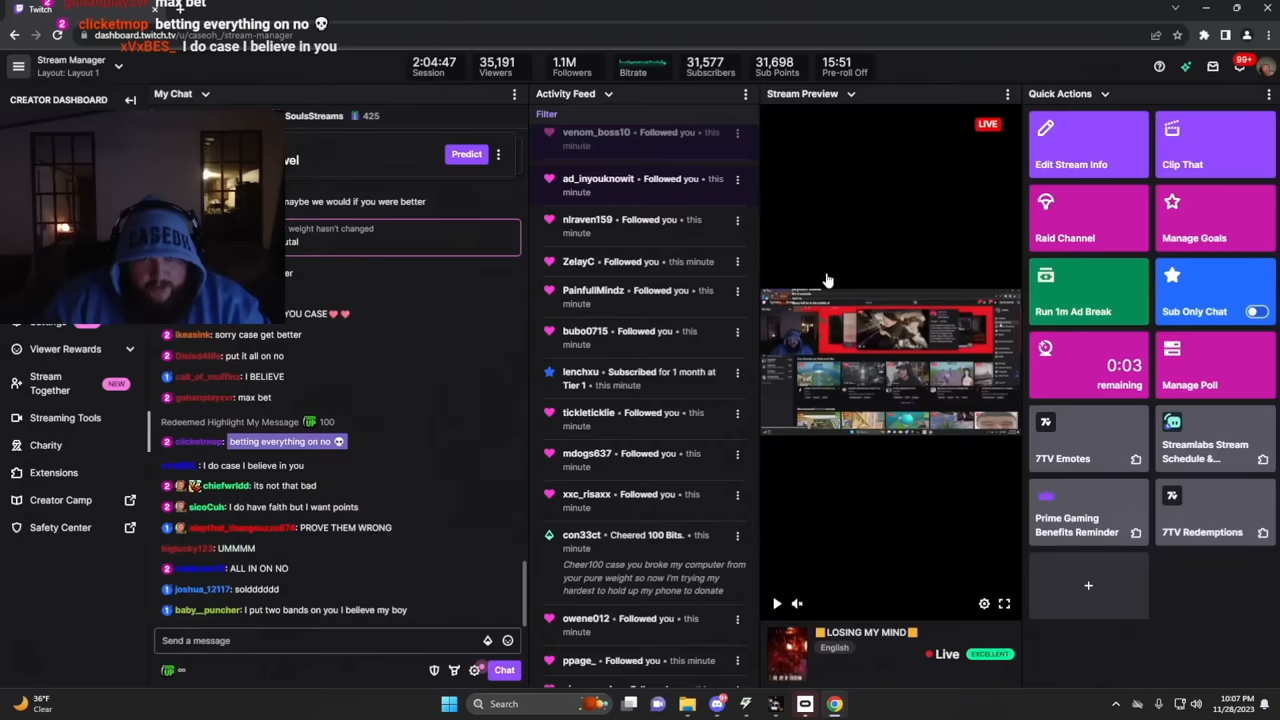 Twitch
max bet
clicketmop betting everything on no 💀
dashboard.twitch.tv/u/caseoh_/stream-manager
xVxBES_ I do case I believe in you
Stream Manager
Layout: Layout 1
2:04:47
Session
35,191
Viewers
1.1M
Followers
Bitrate
31,577
Subscribers
31,698
Sub Points
15:51
Pre-roll Off
99+
CREATOR DASHBOARD
My Chat
Activity Feed
Stream Preview
Quick Actions
SoulsStreams 425
Predict
maybe we would if you were better
weight hasn't changed
ikeasink: sorry case get better
put it all on no
call_of_muffinz: I BELIEVE
max bet
Redeemed Highlight My Message 100
clicketmop: betting everything on no 💀
: I do case I believe in you
chiefwrldd: its not that bad
sicoCuh: I do have faith but I want points
PROVE THEM WRONG
biglucky123: UMMMM
: ALL IN ON NO
joshua_12117: soldddddd
baby__puncher: I put two bands on you I believe my boy
Send a message
Chat
Viewer Rewards
Stream
Together
NEW
Streaming Tools
Charity
Extensions
Creator Camp
Safety Center
Filter
venom_boss10 • Followed you • this
minute
ad_inyouknowit • Followed you • this
minute
nlraven159 • Followed you • this
minute
ZelayC • Followed you • this minute
PainfullMindz • Followed you • this
minute
bubo0715 • Followed you • this
minute
lenchxu • Subscribed for 1 month at
Tier 1 • this minute
tickleticklie • Followed you • this
minute
mdogs637 • Followed you • this
minute
xxc_risaxx • Followed you • this
minute
con33ct • Cheered 100 Bits. • this
minute
Cheer100 case you broke my computer from
your pure weight so now I'm trying my
hardest to hold up my phone to donate
owene012 • Followed you • this
minute
ppage_ • Followed you • this minute
LIVE
🟧LOSING MY MIND🟧
English
Live EXCELLENT
Edit Stream Info
Clip That
Raid Channel
Manage Goals
Run 1m Ad Break
Sub Only Chat
0:03
remaining
Manage Poll
7TV Emotes
Streamlabs Stream
Schedule &...
Prime Gaming
Benefits Reminder
7TV Redemptions
36°F
Clear
Search
10:07 PM
11/28/2023